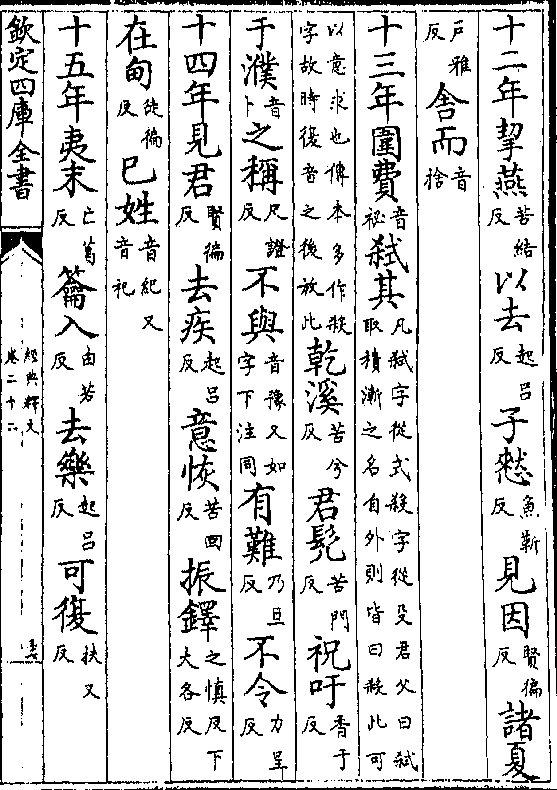 十二年挈燕苦結反以去起呂反子憖魚靳反見因賢徧反諸夏
戶雅反舍而音捨
十三年圍費音祕弑其凡弑字從式殺字從殳君父曰弑取積漸之名自外則皆曰殺此可
以意求也傳本多作殺字故時復音之後放此乾溪苦兮反君髠苦門反祝吁香于反
于濮音卜之稱尺證反不與音豫又如字下注同有難乃旦反不令力呈反
十四年見君賢徧反去疾起呂反意恢苦回反振鐸之慎反下大各反
在甸徒徧反巳姓音紀又音祀
十五年夷末亡葛反籥入由若反去樂起呂反可復扶又反
欽定四庫全書
經典釋文
卷二十二